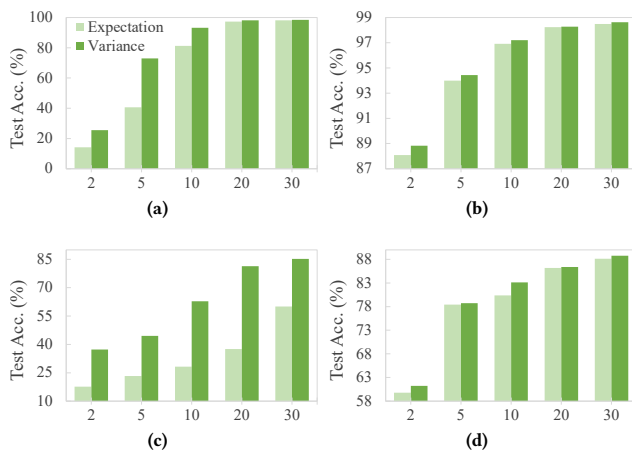 Test Acc. (%)
100
80
60
40
20
0
Expectation
Variance
2 5 10 20 30
(a)
Test Acc. (%)
99
97
95
93
91
89
87
2 5 10 20 30
(b)
Test Acc. (%)
85
70
55
40
25
10
2 5 10 20 30
(c)
Test Acc. (%)
88
83
78
73
68
63
58
2 5 10 20 30
(d)